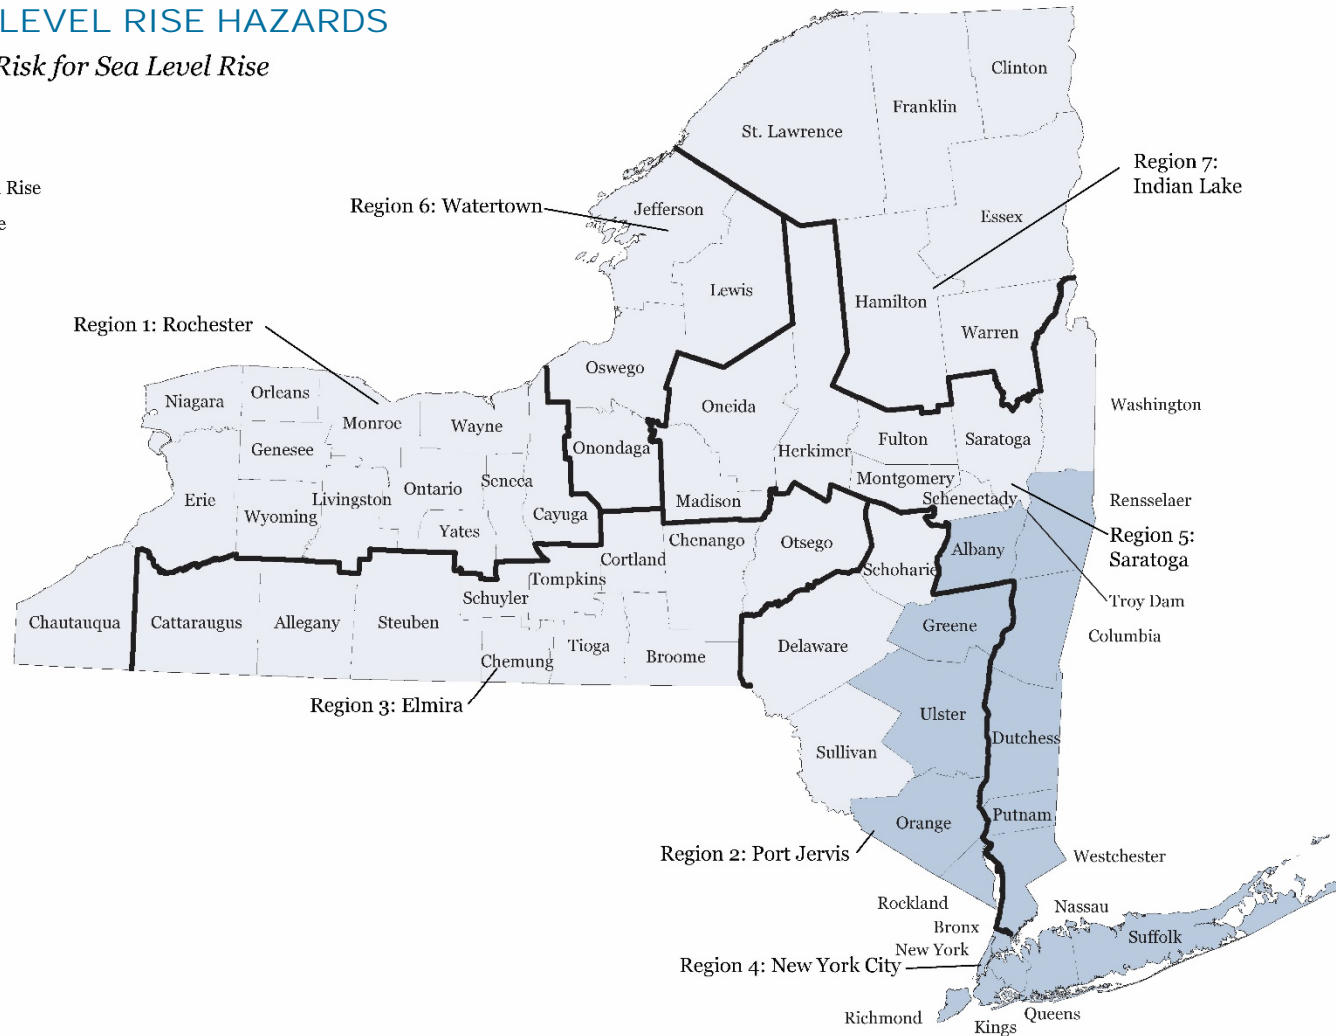 LEVEL RISE HAZARDS
Risk for Sea Level Rise
Rise
Clinton
Franklin
St. Lawrence
Region 7:
Indian Lake
Region 6: Watertown
Jefferson
Essex
Lewis
Hamilton
Region 1: Rochester
Warren
Oswego
Niagara
Orleans
Oneida
Washington
Monroe
Wayne
Fulton
Saratoga
Genesee
Onondaga
Herkimer
Montgomery
Erie
Livingston
Ontario
Seneca
Schenectady
Rensselaer
Wyoming
Cayuga
Madison
Yates
Chenango
Otsego
Albany
Region 5:
Saratoga
Cortland
Schoharie
Tompkins
Schuyler
Troy Dam
Chautauqua
Cattaraugus
Allegany
Steuben
Greene
Columbia
Tioga
Delaware
Chemung
Broome
Region 3: Elmira
Ulster
Dutchess
Sullivan
Putnam
Orange
Region 2: Port Jervis
Westchester
Rockland
Nassau
Bronx
Suffolk
New York
Region 4: New York City
Richmond
Queens
Kings